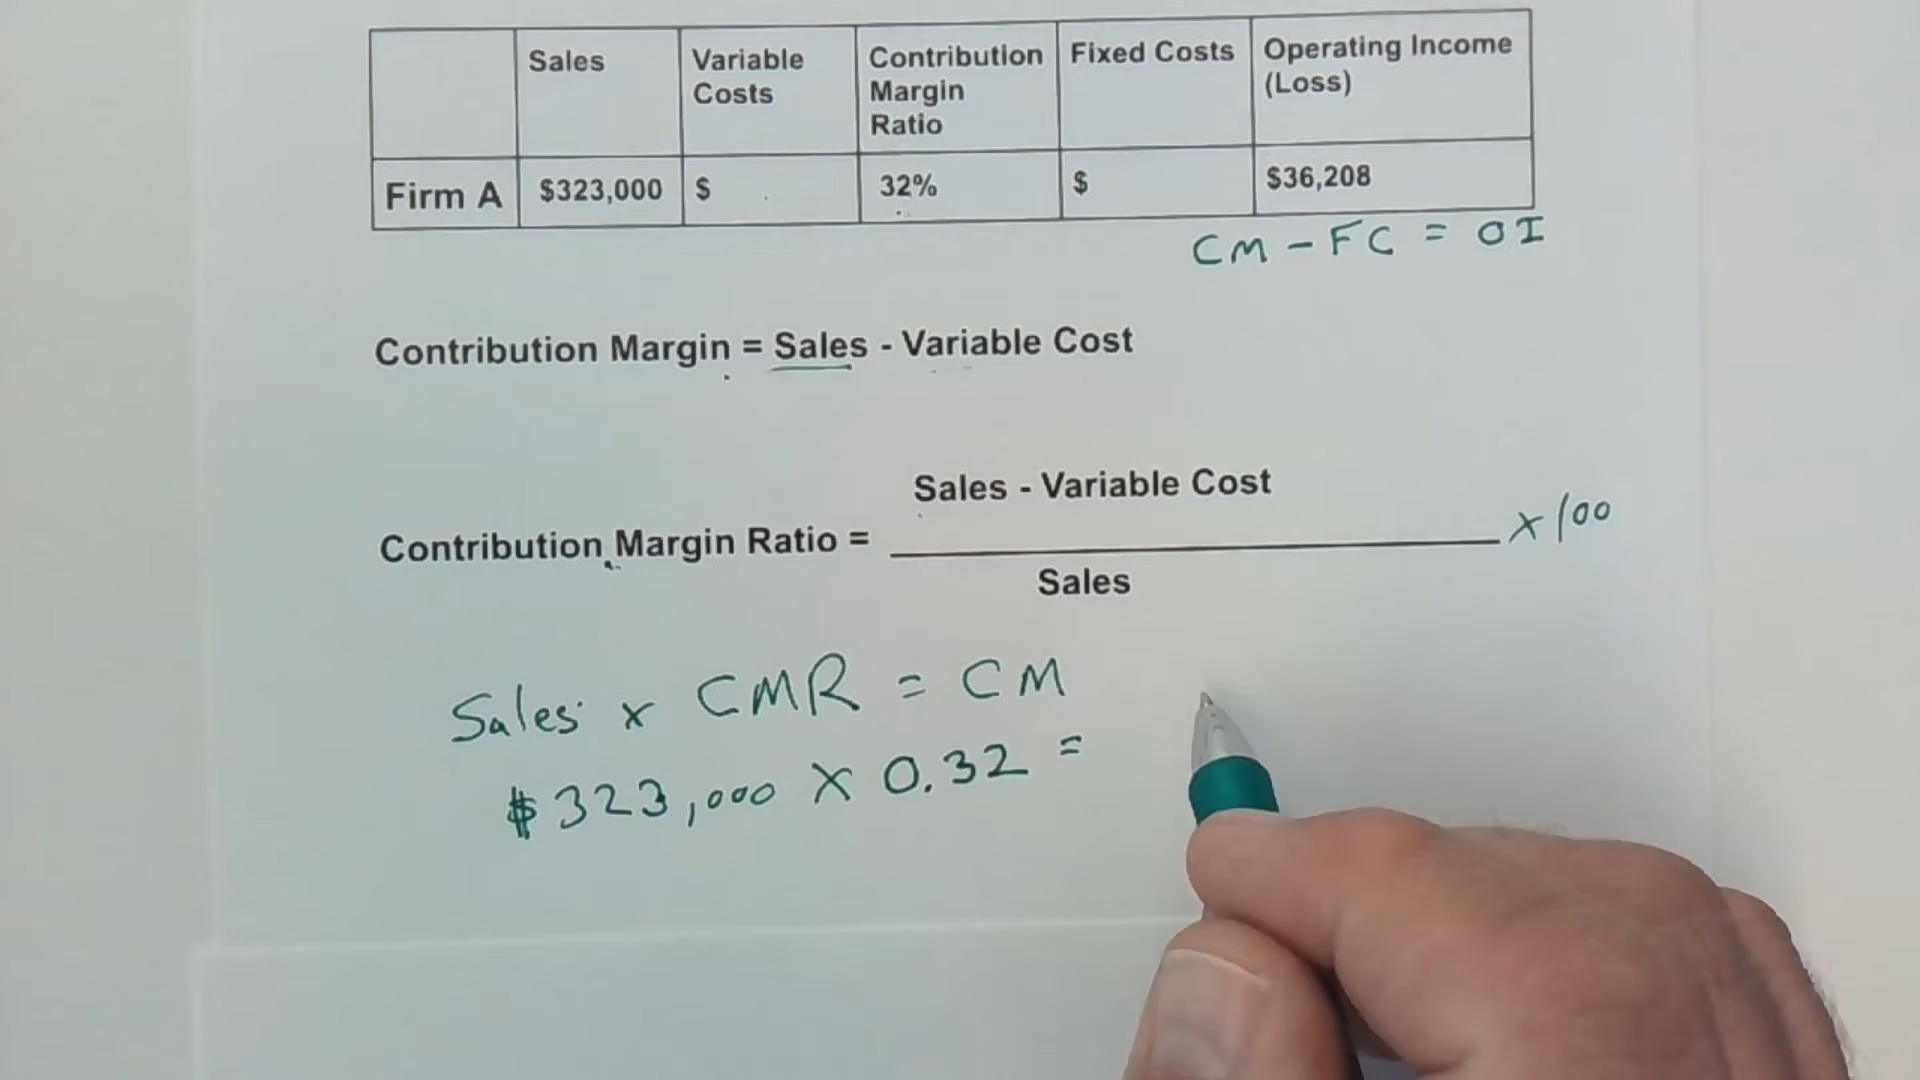 Sales Variable Costs Contribution Margin Ratio Fixed Costs Operating Income (Loss)
Firm A $323,000 $ 32% $ $36,208
CM - FC = OI
Contribution Margin = Sales - Variable Cost
Sales - Variable Cost
Contribution Margin Ratio = x 100
Sales
Sales x CMR = CM
$323,000 x 0.32 =